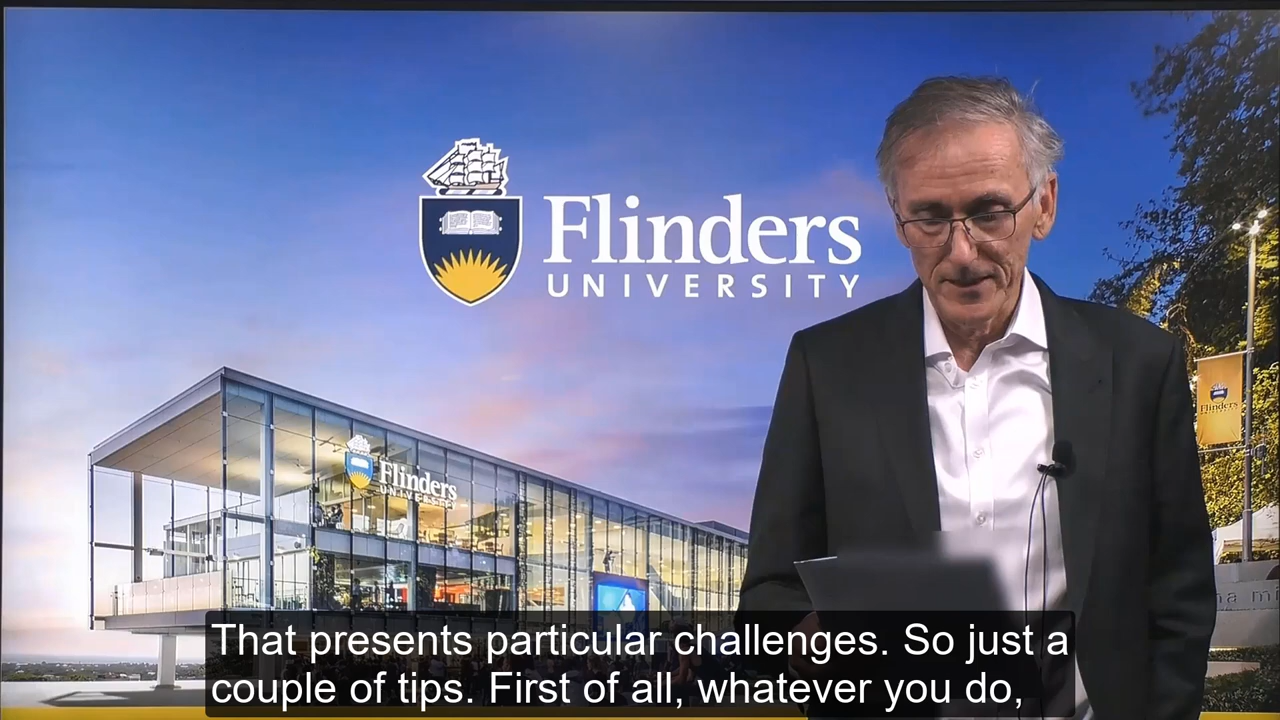 Flinders
UNIVERSITY
Flinders
Flinders
UNIVERSITY
That presents particular challenges. So just a
couple of tips. First of all, whatever you do,